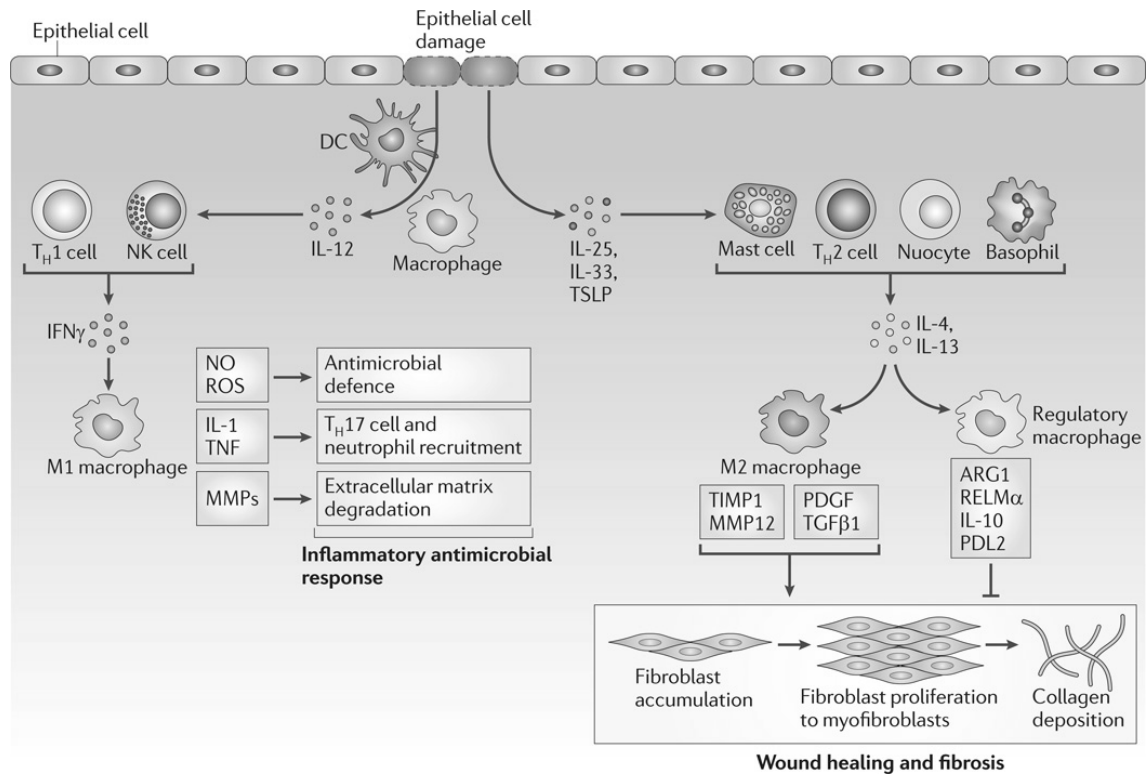 Epithelial cell
Epithelial cell
damage
DC
T_H1 cell
NK cell
IL-12
Macrophage
IL-25,
IL-33,
TSLP
Mast cell
T_H2 cell
Nuocyte
Basophil
IFNγ
IL-4,
IL-13
NO
ROS
Antimicrobial
defence
IL-1
TNF
T_H17 cell and
neutrophil recruitment
M1 macrophage
MMPs
Extracellular matrix
degradation
Inflammatory antimicrobial
response
M2 macrophage
Regulatory
macrophage
TIMP1
MMP12
PDGF
TGFβ1
ARG1
RELMα
IL-10
PDL2
Fibroblast
accumulation
Fibroblast proliferation
to myofibroblasts
Collagen
deposition
Wound healing and fibrosis